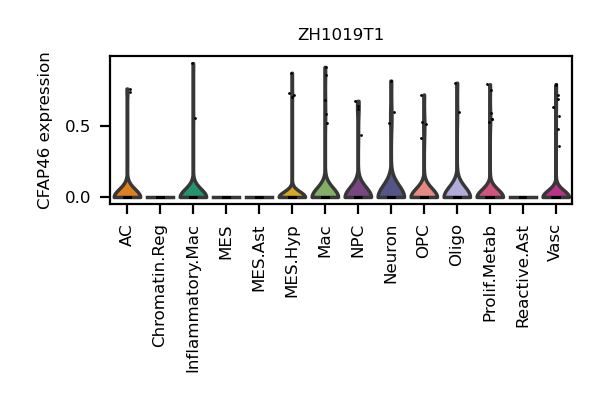 ZH1019T1
CFAP46 expression
0.5
0.0
AC
Chromatin.Reg
Inflammatory.Mac
MES
MES.Ast
MES.Hyp
Mac
NPC
Neuron
OPC
Oligo
Prolif.Metab
Reactive.Ast
Vasc